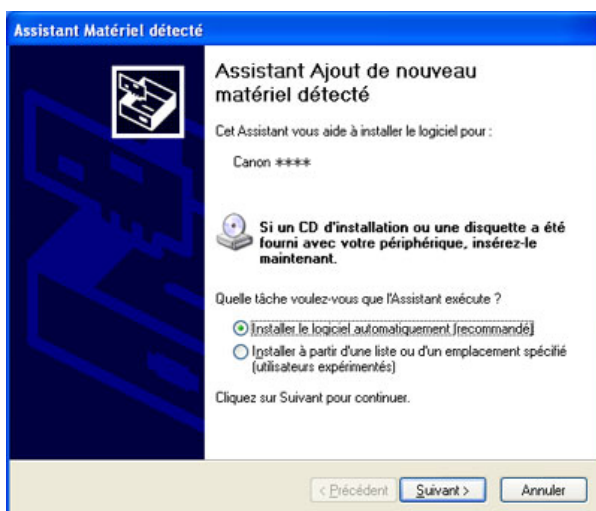 Assistant Matériel détecté
Assistant Ajout de nouveau
matériel détecté
Cet Assistant vous aide à installer le logiciel pour :
Canon ****
Si un CD d'installation ou une disquette a été
fourni avec votre périphérique, insérez-le
maintenant.
Quelle tâche voulez-vous que l'Assistant exécute ?
Installer le logiciel automatiquement (recommandé)
Installer à partir d'une liste ou d'un emplacement spécifié
(utilisateurs expérimentés)
Cliquez sur Suivant pour continuer.
< Précédent Suivant > Annuler